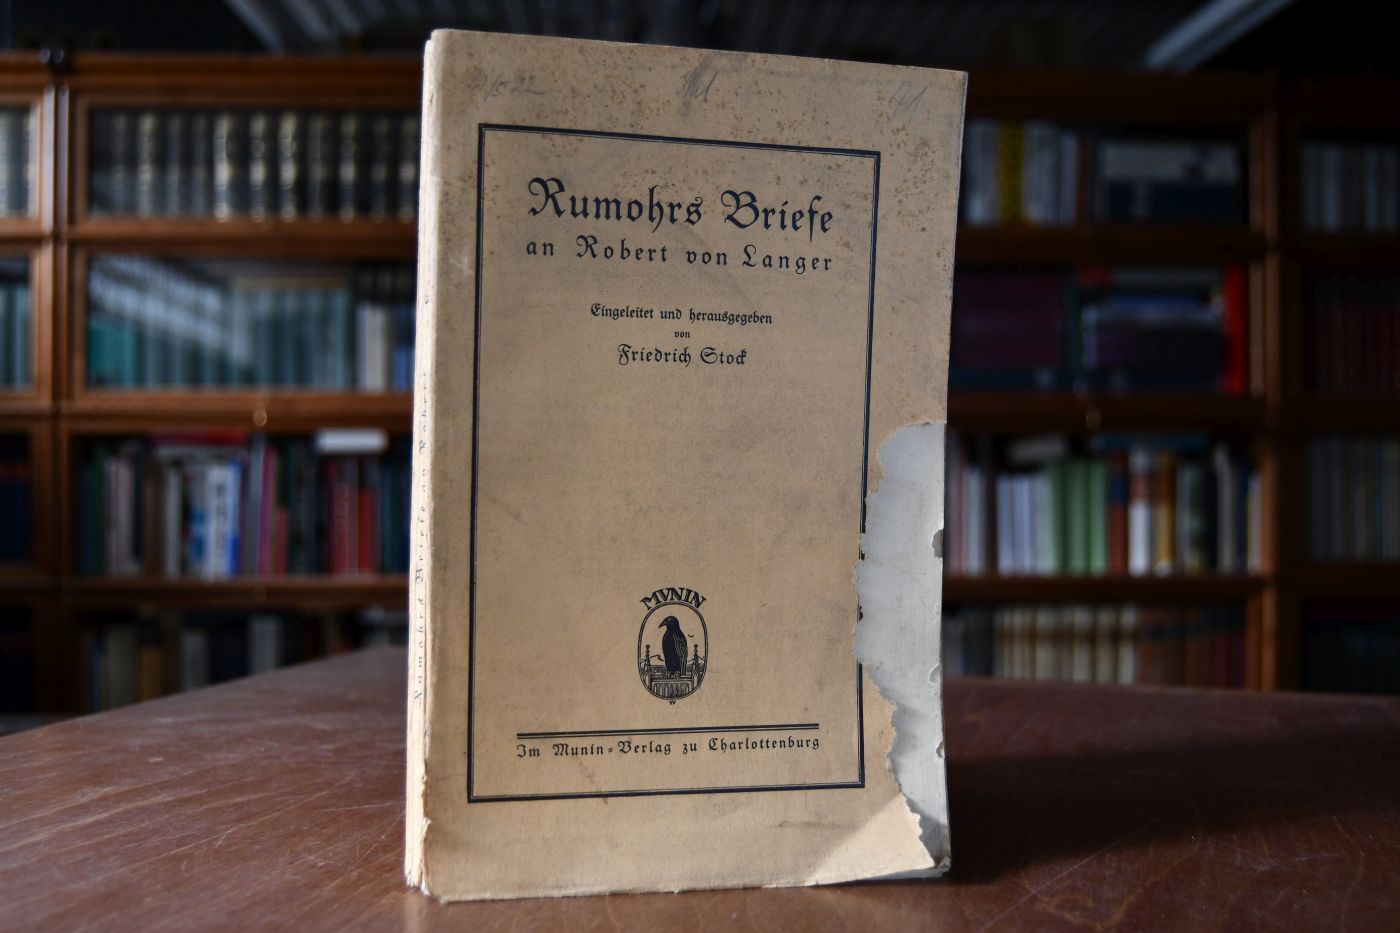 Rumohrs Briefe
an Robert von Langer
Eingeleitet und herausgegeben
von
Friedrich Stock
MVNIN
W
Im Munin-Verlag zu Charlottenburg